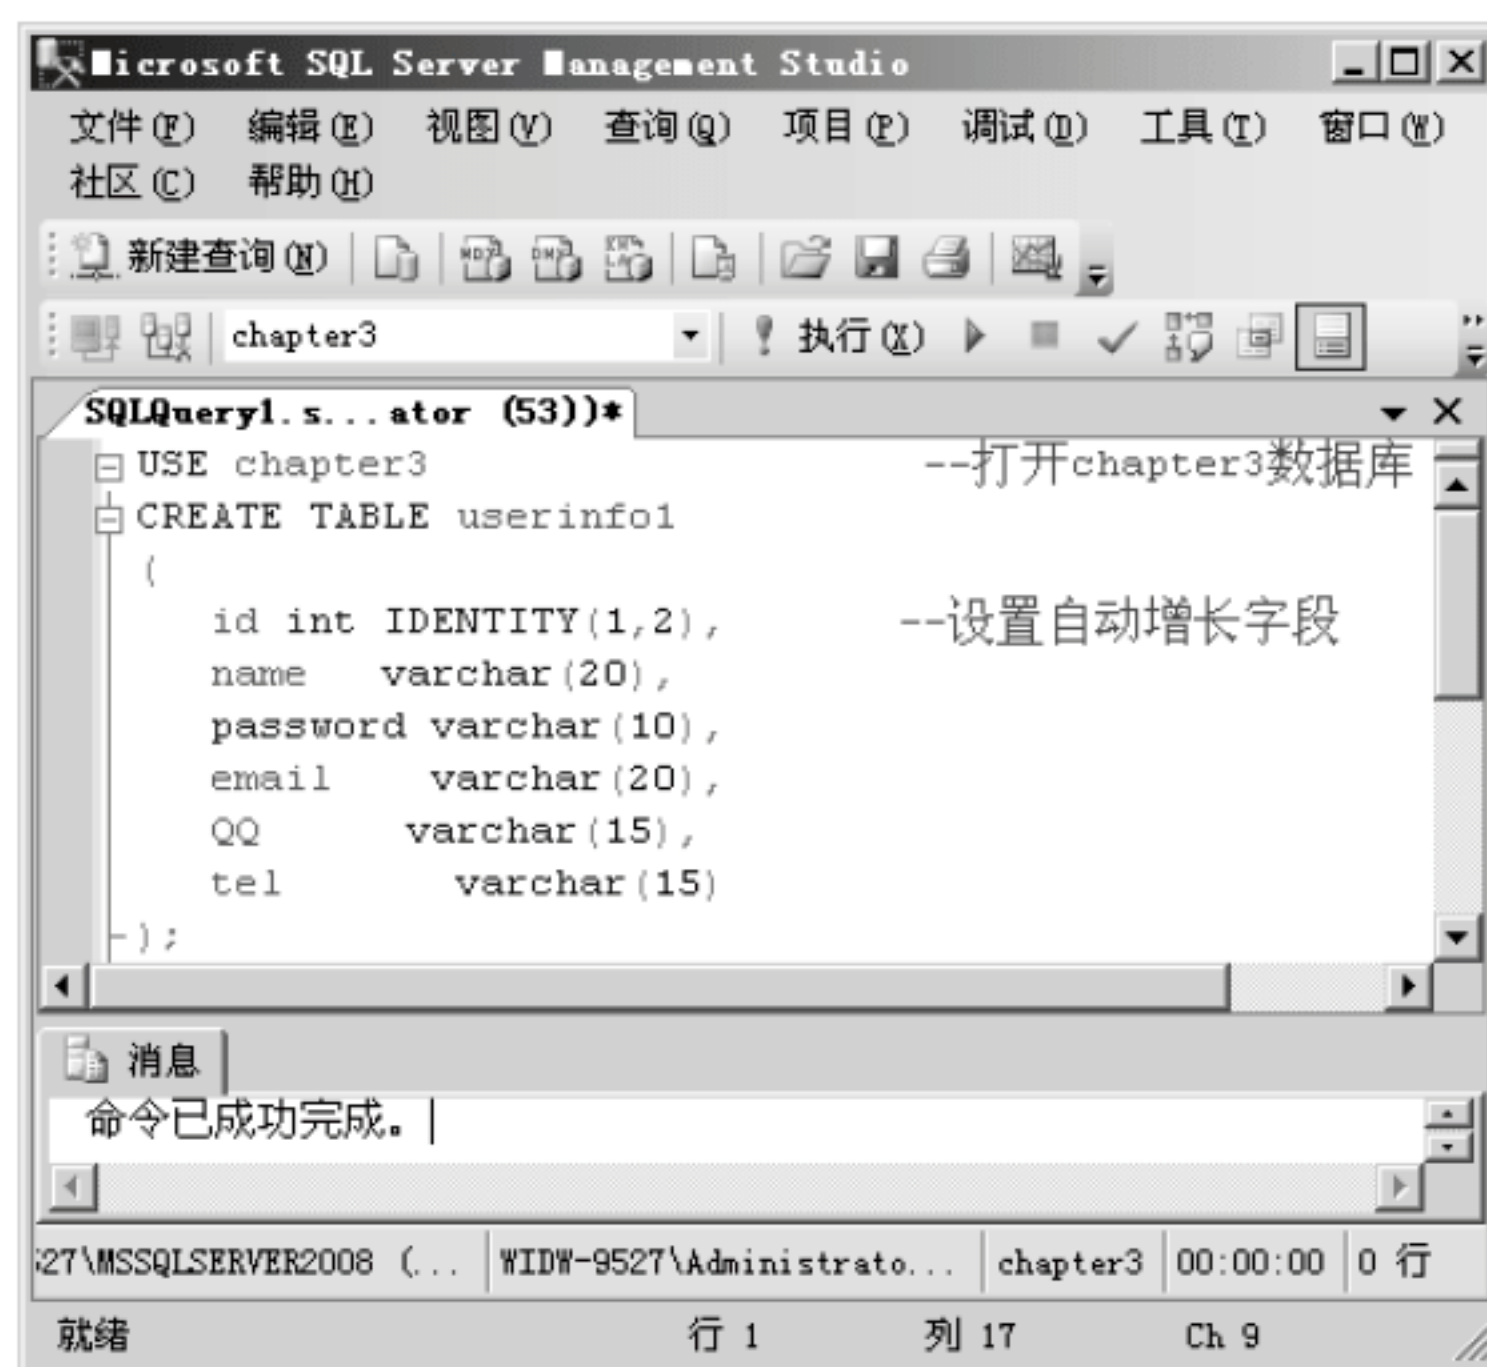 Microsoft SQL Server Management Studio
文件(F) 编辑(E) 视图(V) 查询(Q) 项目(P) 调试(D) 工具(T) 窗口(W)
社区(C) 帮助(H)
新建查询(N)
chapter3 执行(X)
SQLQuery1.s...ator (53))*
USE chapter3 --打开chapter3数据库
CREATE TABLE userinfo1
(
id int IDENTITY(1,2), --设置自动增长字段
name varchar(20),
password varchar(10),
email varchar(20),
QQ varchar(15),
tel varchar(15)
);
消息
命令已成功完成。
27\MSSQLSERVER2008 (... WIDW-9527\Administrato... chapter3 00:00:00 0 行
就绪 行 1 列 17 Ch 9